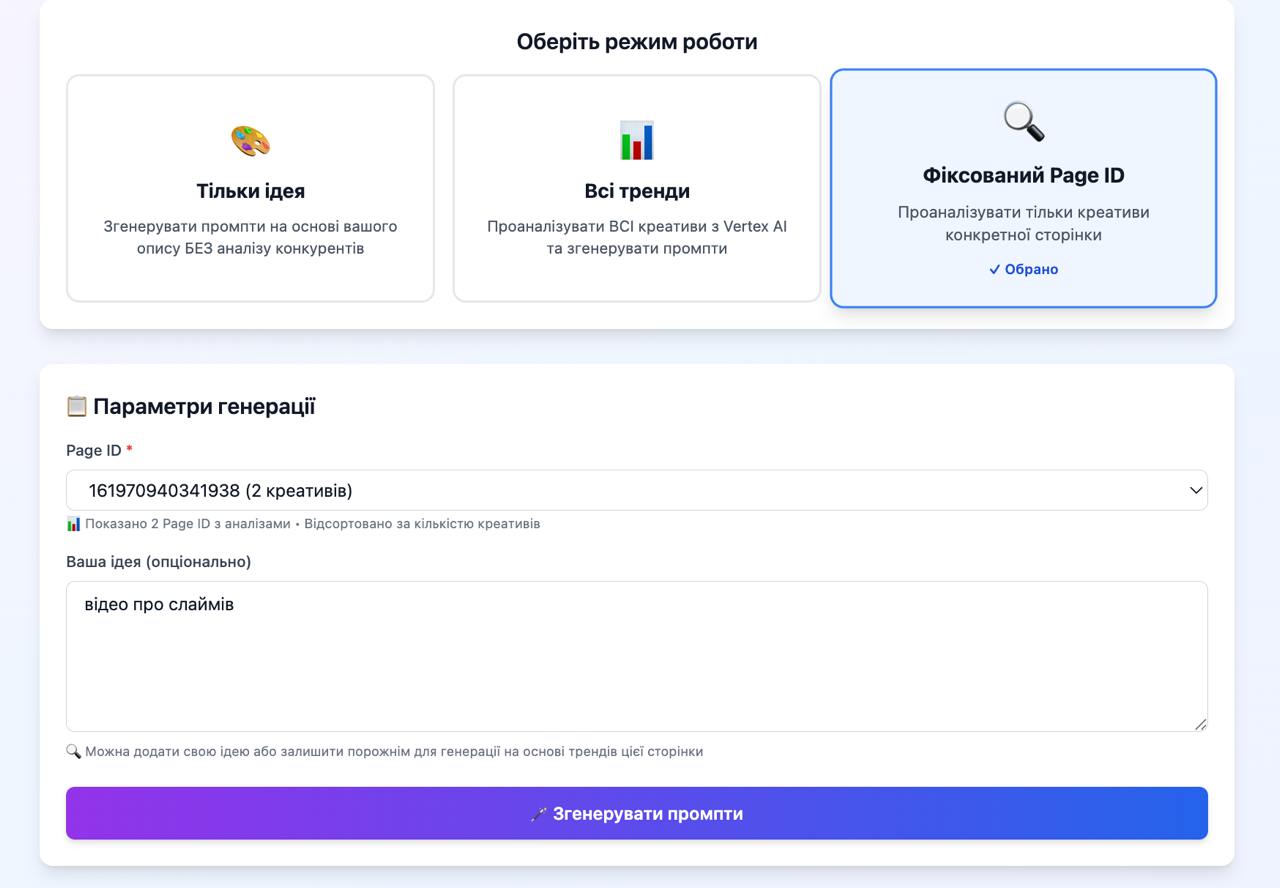 Оберіть режим роботи
Тільки ідея
Згенерувати промпти на основі вашого
опису БЕЗ аналізу конкурентів
Всі тренди
Проаналізувати ВСІ креативи з Vertex AI
та згенерувати промпти
Фіксований Page ID
Проаналізувати тільки креативи
конкретної сторінки
✓ Обрано
📋 Параметри генерації
Page ID *
161970940341938 (2 креативів)
📊 Показано 2 Page ID з аналізами • Відсортовано за кількістю креативів
Ваша ідея (опціонально)
відео про слаймів
🔍 Можна додати свою ідею або залишити порожнім для генерації на основі трендів цієї сторінки
🪄 Згенерувати промпти